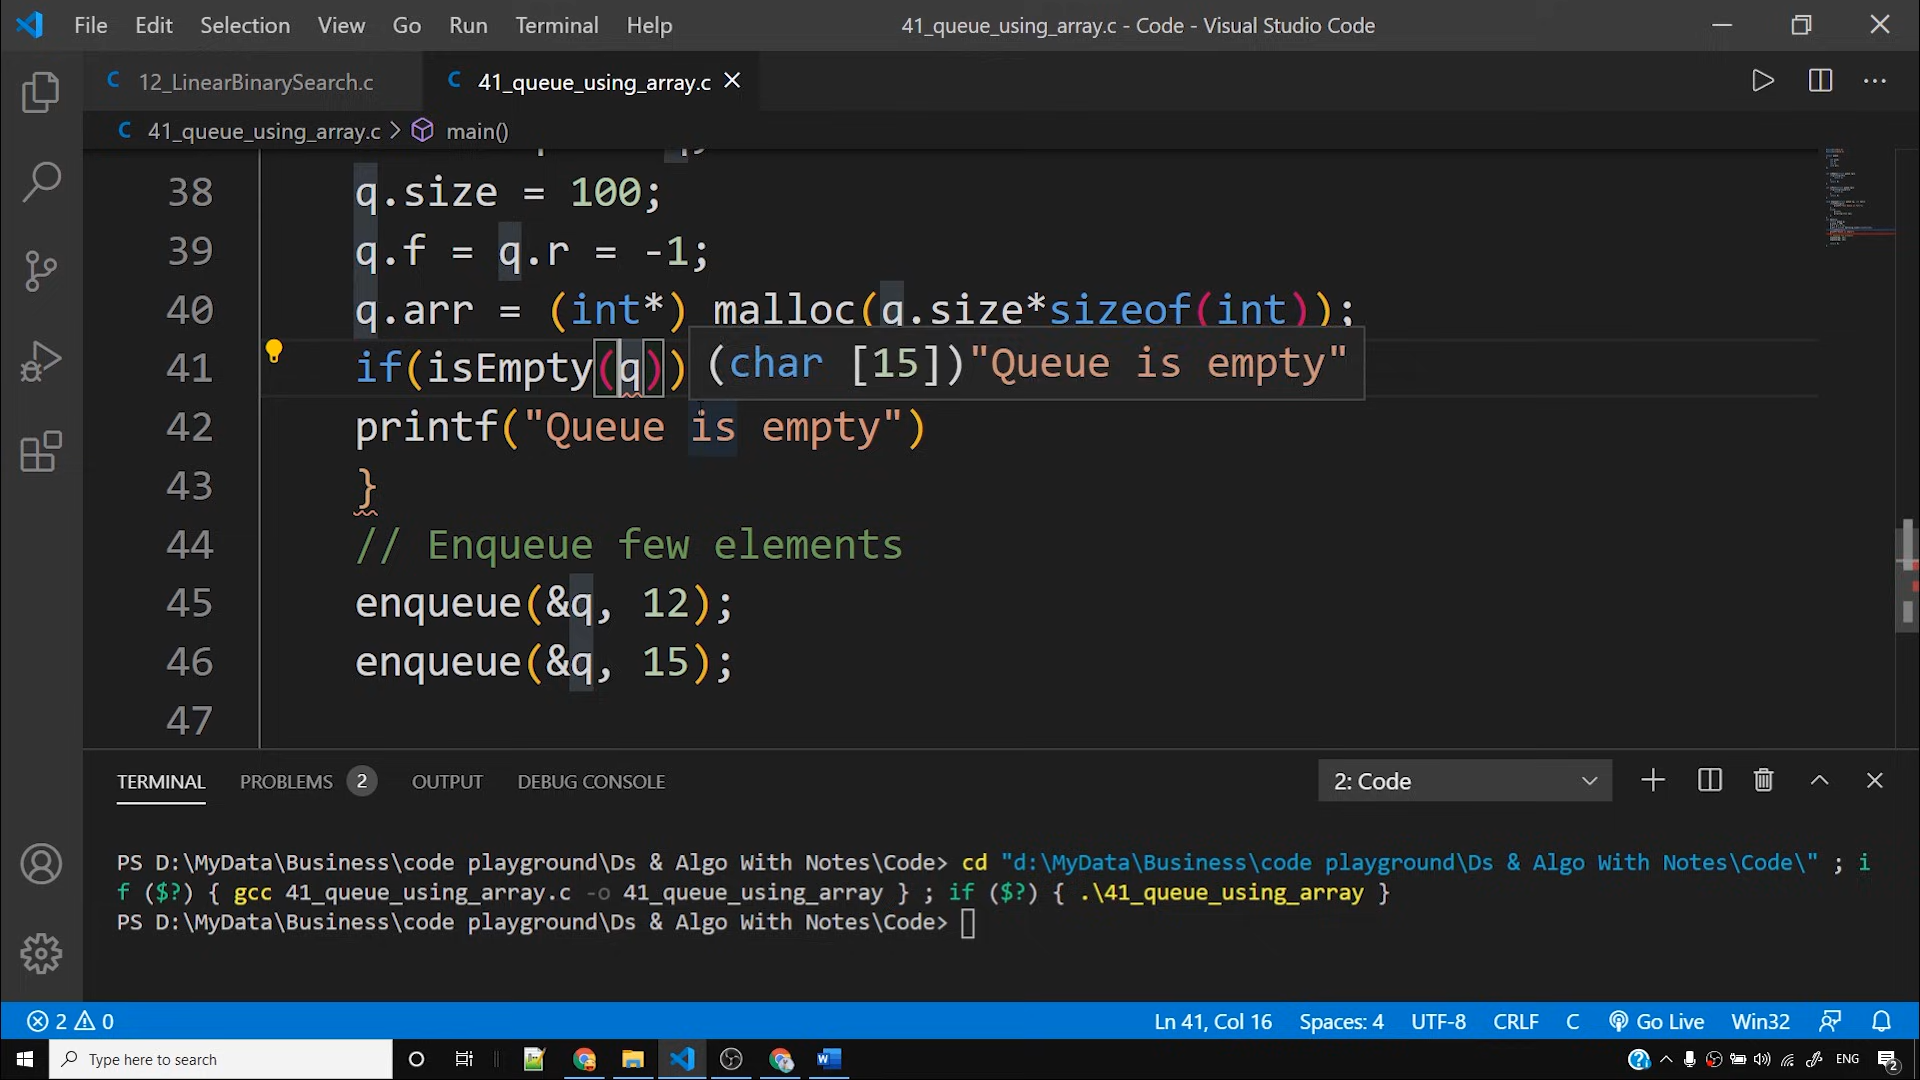 File Edit Selection View Go Run Terminal Help 41_queue_using_array.c - Code - Visual Studio Code
C 12_LinearBinarySearch.c C 41_queue_using_array.c
C 41_queue_using_array.c > main()
38 q.size = 100;
39 q.f = q.r = -1;
40 q.arr = (int*) malloc(q.size*sizeof(int));
41 if(isEmpty(q)) (char [15])"Queue is empty"
42 printf("Queue is empty")
43 }
44 // Enqueue few elements
45 enqueue(&q, 12);
46 enqueue(&q, 15);
47
TERMINAL PROBLEMS 2 OUTPUT DEBUG CONSOLE 2: Code
PS D:\MyData\Business\code playground\Ds & Algo With Notes\Code> cd "d:\MyData\Business\code playground\Ds & Algo With Notes\Code\" ; i
f ($?) { gcc 41_queue_using_array.c -o 41_queue_using_array } ; if ($?) { .\41_queue_using_array }
PS D:\MyData\Business\code playground\Ds & Algo With Notes\Code>
2 0 Ln 41, Col 16 Spaces: 4 UTF-8 CRLF C Go Live Win32
Type here to search ENG 2